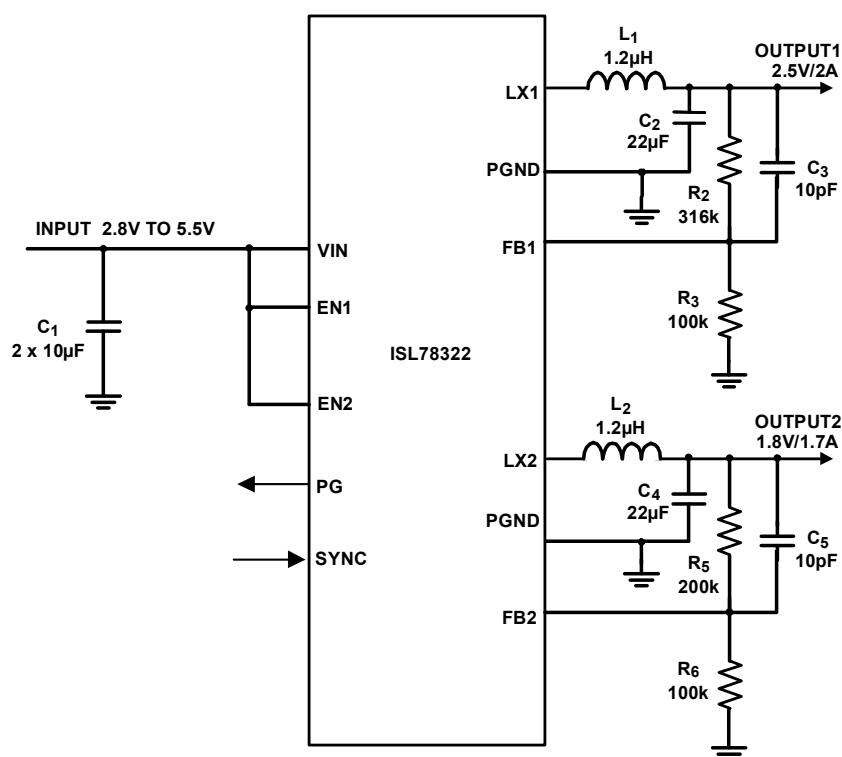 INPUT 2.8V TO 5.5V
C1
2 x 10µF
VIN
EN1
EN2
PG
SYNC
ISL78322
LX1
PGND
FB1
LX2
PGND
FB2
L1
1.2µH
OUTPUT1
2.5V/2A
C2
22µF
R2
316k
C3
10pF
R3
100k
L2
1.2µH
OUTPUT2
1.8V/1.7A
C4
22µF
R5
200k
C5
10pF
R6
100k